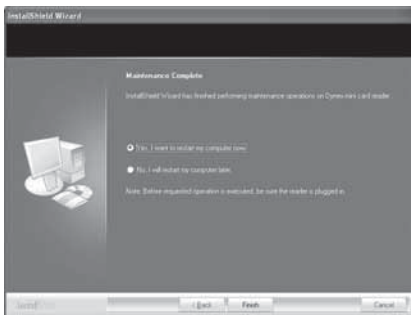 InstallShield Wizard
Maintenance Complete
InstallShield Wizard has finished performing maintenance operations on Dynex mini card reader.
Yes, I want to restart my computer now.
No, I will restart my computer later.
Note: Before requested operation is executed, be sure the reader is plugged in.
InstallShield
< Back Finish Cancel